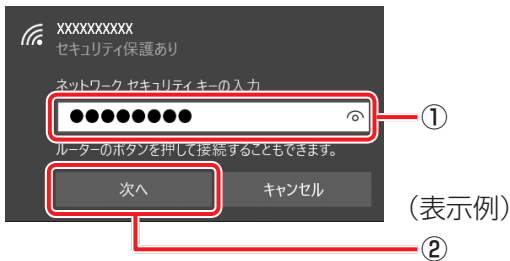 XXXXXXXXXX
セキュリティ保護あり
ネットワーク セキュリティ キーの入力
●●●●●●●●
①
ルーターのボタンを押して接続することもできます。
次へ
キャンセル
（表示例）
②